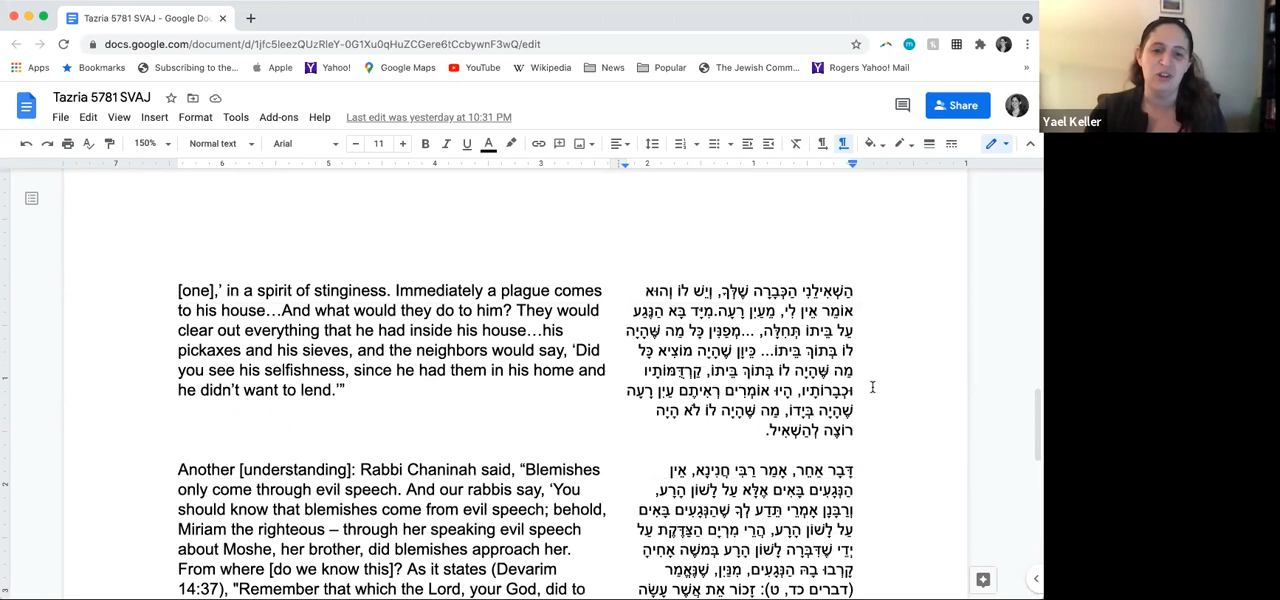 Tazria 5781 SVAJ - Google Do
docs.google.com/document/d/1jfc5leezQUzRleY-0G1Xu0qHuZCGere6tCcbywnF3wQ/edit
Apps Bookmarks Subscribing to the... Apple Yahoo! Google Maps YouTube Wikipedia News Popular The Jewish Comm... Rogers Yahoo! Mail »
Yael Keller
Tazria 5781 SVAJ
File Edit View Insert Format Tools Add-ons Help Last edit was yesterday at 10:31 PM
Share
150% Normal text Arial 11
7 6 5 4 3 2 1 1
[one],’ in a spirit of stinginess. Immediately a plague comes
to his house…And what would they do to him? They would
clear out everything that he had inside his house…his
pickaxes and his sieves, and the neighbors would say, ‘Did
you see his selfishness, since he had them in his home and
he didn’t want to lend.’”
הַשְׁאִילֵנִי הַכְּבָרָה שֶׁלְּךָ, וְיֵשׁ לוֹ וְהוּא
אוֹמֵר אֵין לִי, מֵעַיִן רָעָה.מִיָּד בָּא הַנֶּגַע
עַל בֵּיתוֹ תְּחִלָּה, ...מְפַנִּין כָּל מַה שֶּׁהָיָה
לוֹ בְּתוֹךְ בֵּיתוֹ... כֵּיוָן שֶׁהָיָה מוֹצִיא כָּל
מַה שֶּׁהָיָה לוֹ בְּתוֹךְ בֵּיתוֹ, קַרְדֻּמּוֹתָיו
וּכְבָרוֹתָיו, הָיוּ אוֹמְרִים רְאִיתֶם עַיִן רָעָה
שֶׁהָיָה בְּיָדוֹ, מַה שֶּׁהָיָה לוֹ לֹא הָיָה
רוֹצֶה לְהַשְׁאִיל.
Another [understanding]: Rabbi Chaninah said, “Blemishes
only come through evil speech. And our rabbis say, ‘You
should know that blemishes come from evil speech; behold,
Miriam the righteous – through her speaking evil speech
about Moshe, her brother, did blemishes approach her.
From where [do we know this]? As it states (Devarim
14:37), "Remember that which the Lord, your God, did to
דָּבָר אַחֵר, אָמַר רַבִּי חֲנִינָא, אֵין
הַנְּגָעִים בָּאִים אֶלָּא עַל לְשׁוֹן הָרָע,
וְרַבָּנָן אָמְרֵי תֵּדַע לְךָ שֶׁהַנְּגָעִים בָּאִים
עַל לְשׁוֹן הָרָע, הֲרֵי מִרְיָם הַצַּדֶּקֶת עַל
יְדֵי שֶׁדִּבְּרָה לְשׁוֹן הָרָע בְּמֹשֶׁה אָחִיהָ
קָרְבוּ בָהּ הַנְּגָעִים, מִנַּיִן, שֶׁנֶּאֱמַר
(דברים כד, ט): זָכוֹר אֵת אֲשֶׁר עָשָׂה